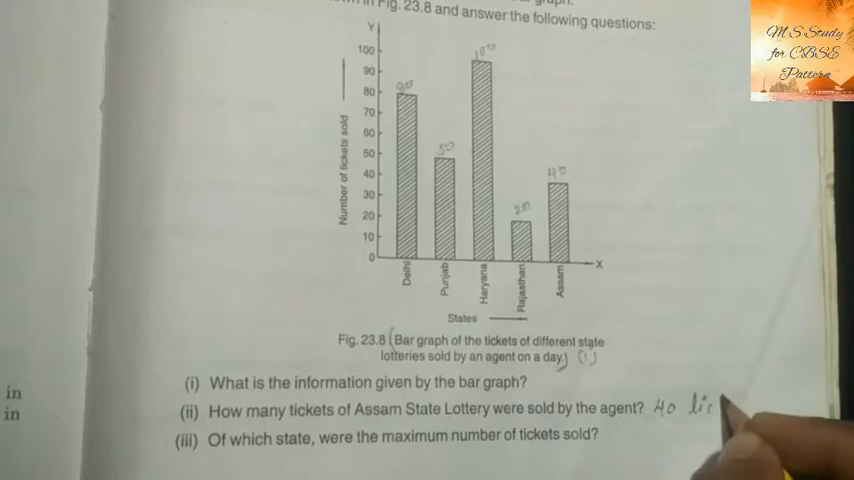 Fig. 23.8 and answer the following questions:
M S Study
for CBSE
Pattern
Y
100
90
80
70
60
50
40
30
20
10
0
Number of tickets sold
50
100
20
40
Delhi
Punjab
Haryana
Rajasthan
Assam
X
States
Fig. 23.8 (Bar graph of the tickets of different state
lotteries sold by an agent on a day)
(i) What is the information given by the bar graph?
(ii) How many tickets of Assam State Lottery were sold by the agent? 40
(iii) Of which state, were the maximum number of tickets sold?
in
in